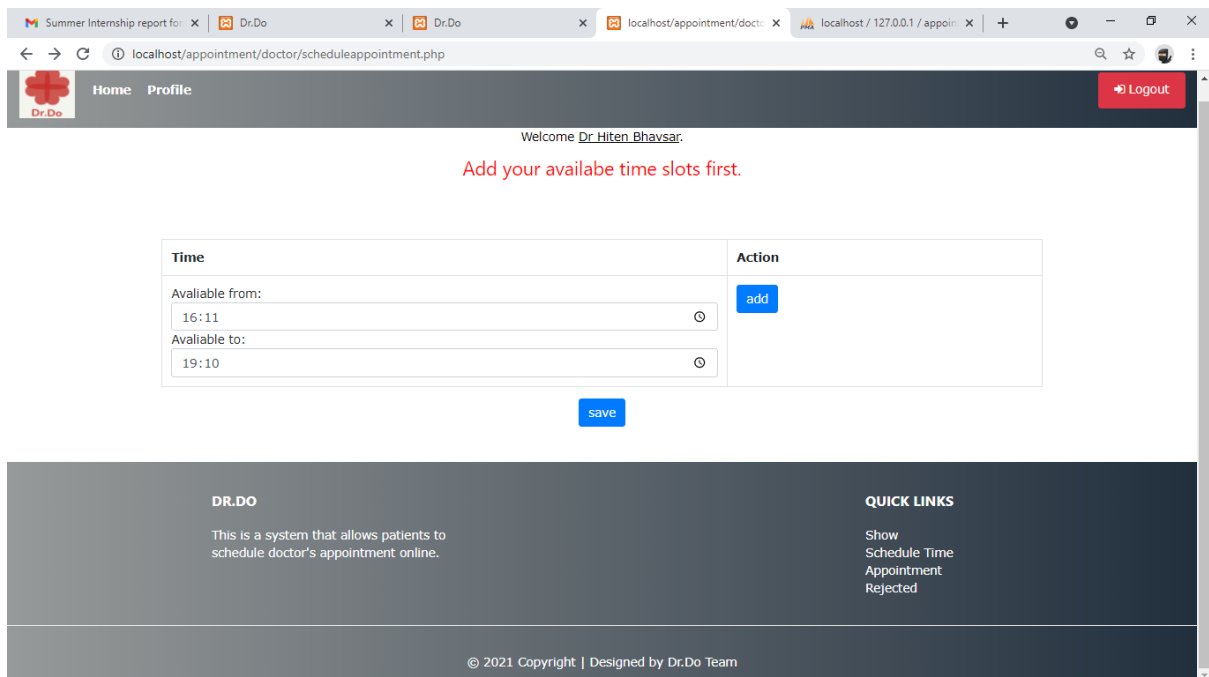 Summer Internship report for
Dr.Do
Dr.Do
localhost/appointment/docto
localhost / 127.0.0.1 / appoin
localhost/appointment/doctor/scheduleappointment.php
Dr.Do
Home Profile
Logout
Welcome Dr Hiten Bhavsar.
Add your availabe time slots first.
Time Action
Avaliable from:
add
16:11
Avaliable to:
19:10
save
DR.DO
This is a system that allows patients to
schedule doctor's appointment online.
QUICK LINKS
Show
Schedule Time
Appointment
Rejected
© 2021 Copyright | Designed by Dr.Do Team